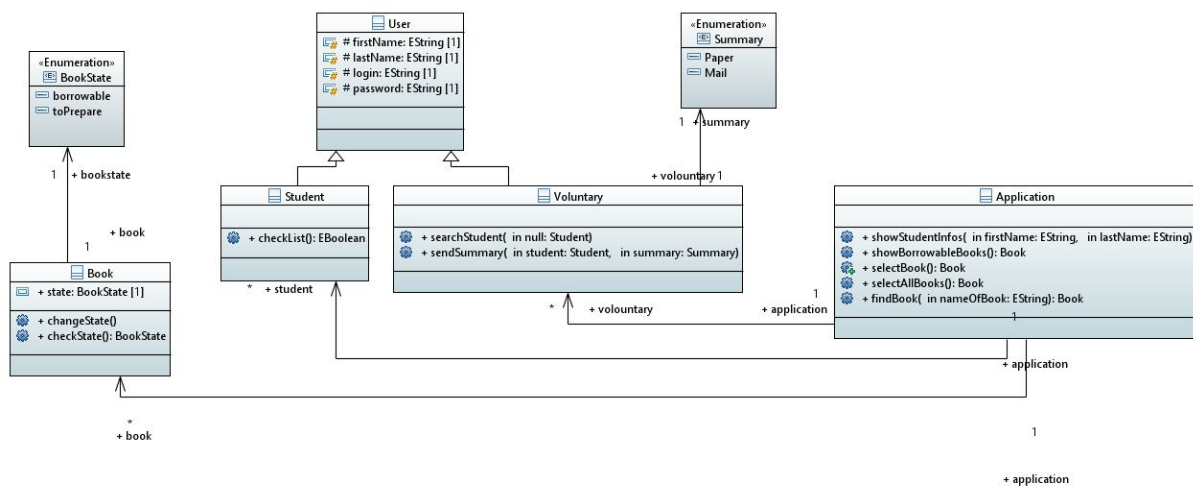 User
# firstName: EString [1]
# lastName: EString [1]
# login: EString [1]
# password: EString [1]
«Enumeration»
Summary
Paper
Mail
«Enumeration»
BookState
borrowable
toPrepare
1 + summary
1 + bookstate
+ voluntary 1
Student
+ checkList(): EBoolean
Voluntary
+ searchStudent( in null: Student)
+ sendSummary( in student: Student, in summary: Summary)
Application
+ showStudentInfos( in firstName: EString, in lastName: EString)
+ showBorrowableBooks(): Book
+ selectBook(): Book
+ selectAllBooks(): Book
+ findBook( in nameOfBook: EString): Book
+ book
1
Book
+ state: BookState [1]
+ changeState()
+ checkState(): BookState
* + student
* + voluntary
1
+ application
1
+ application
*
+ book
1
+ application